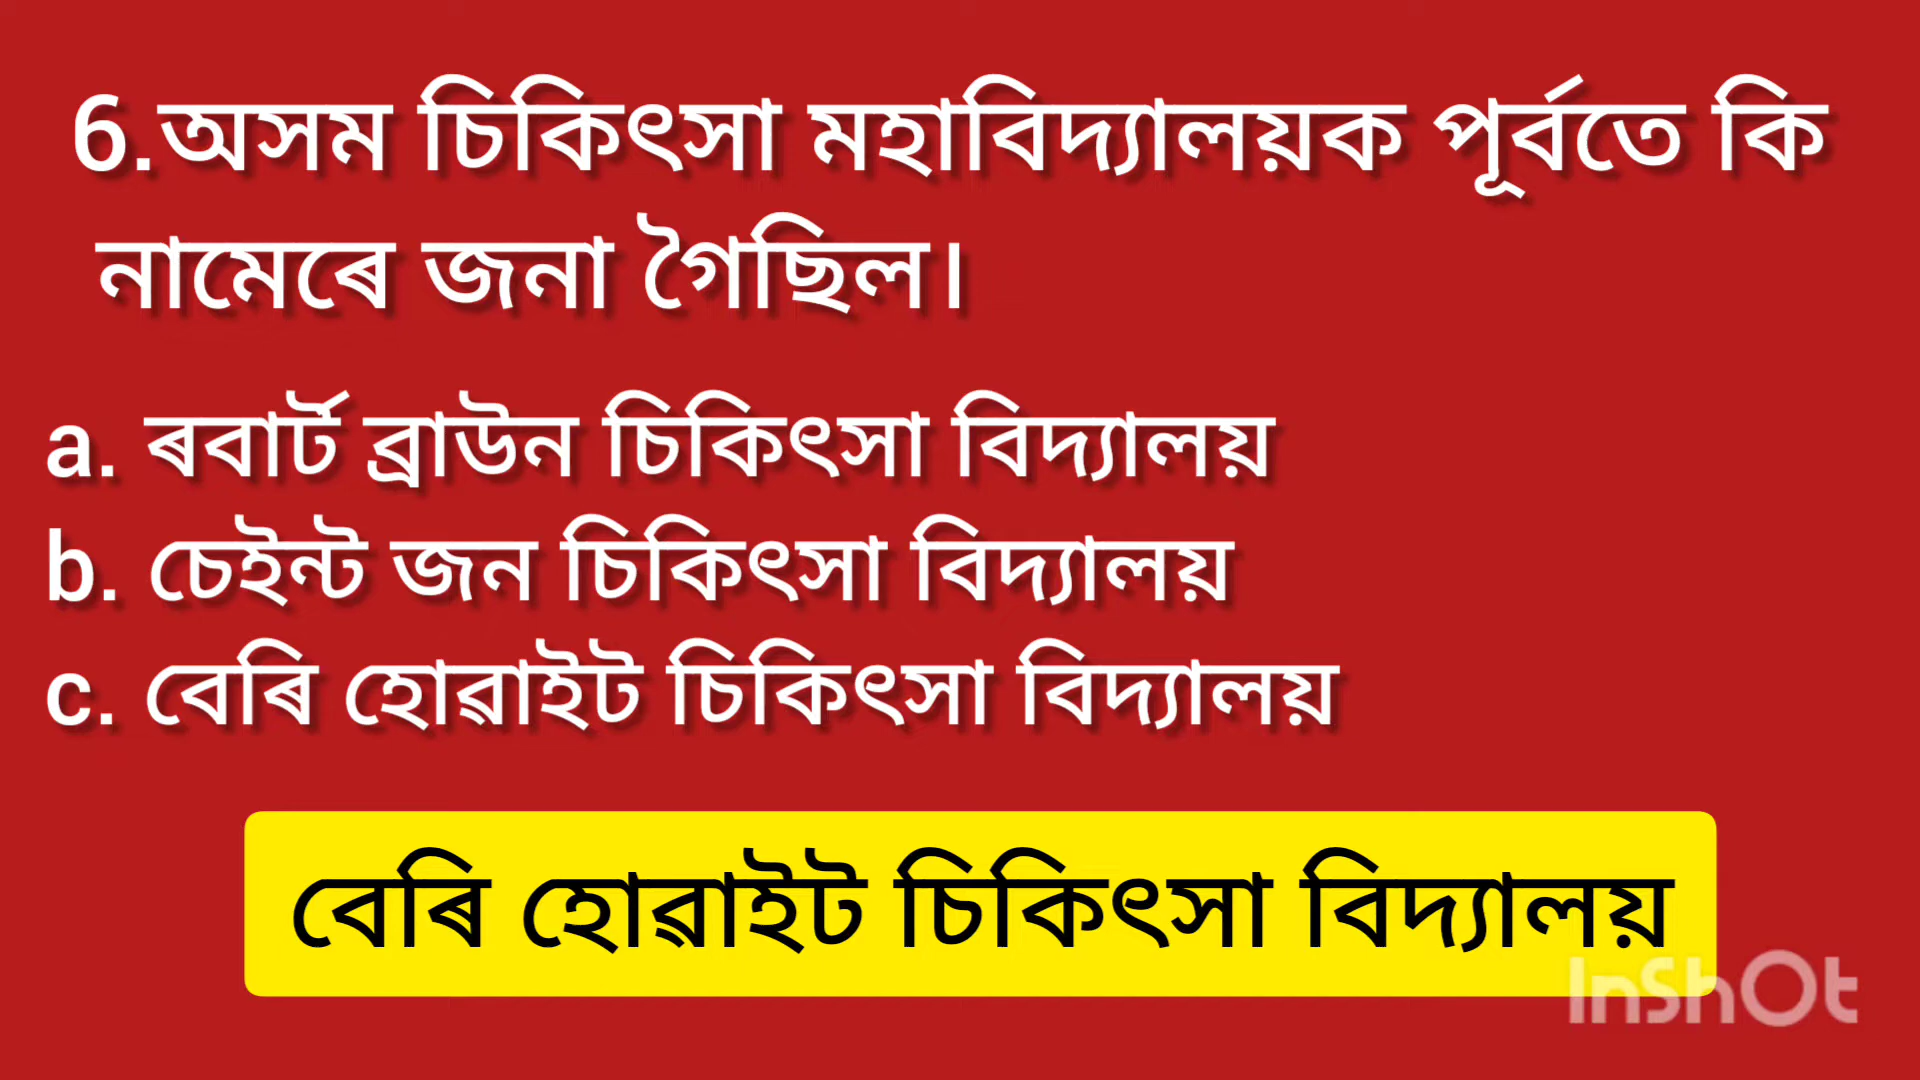 6.অসম চিকিৎসা মহাবিদ্যালয়ক পূৰ্বতে কি
নামেৰে জনা গৈছিল।
a. ৰবাৰ্ট ব্ৰাউন চিকিৎসা বিদ্যালয়
b. চেইন্ট জন চিকিৎসা বিদ্যালয়
c. বেৰি হোৱাইট চিকিৎসা বিদ্যালয়
বেৰি হোৱাইট চিকিৎসা বিদ্যালয়
InShOt